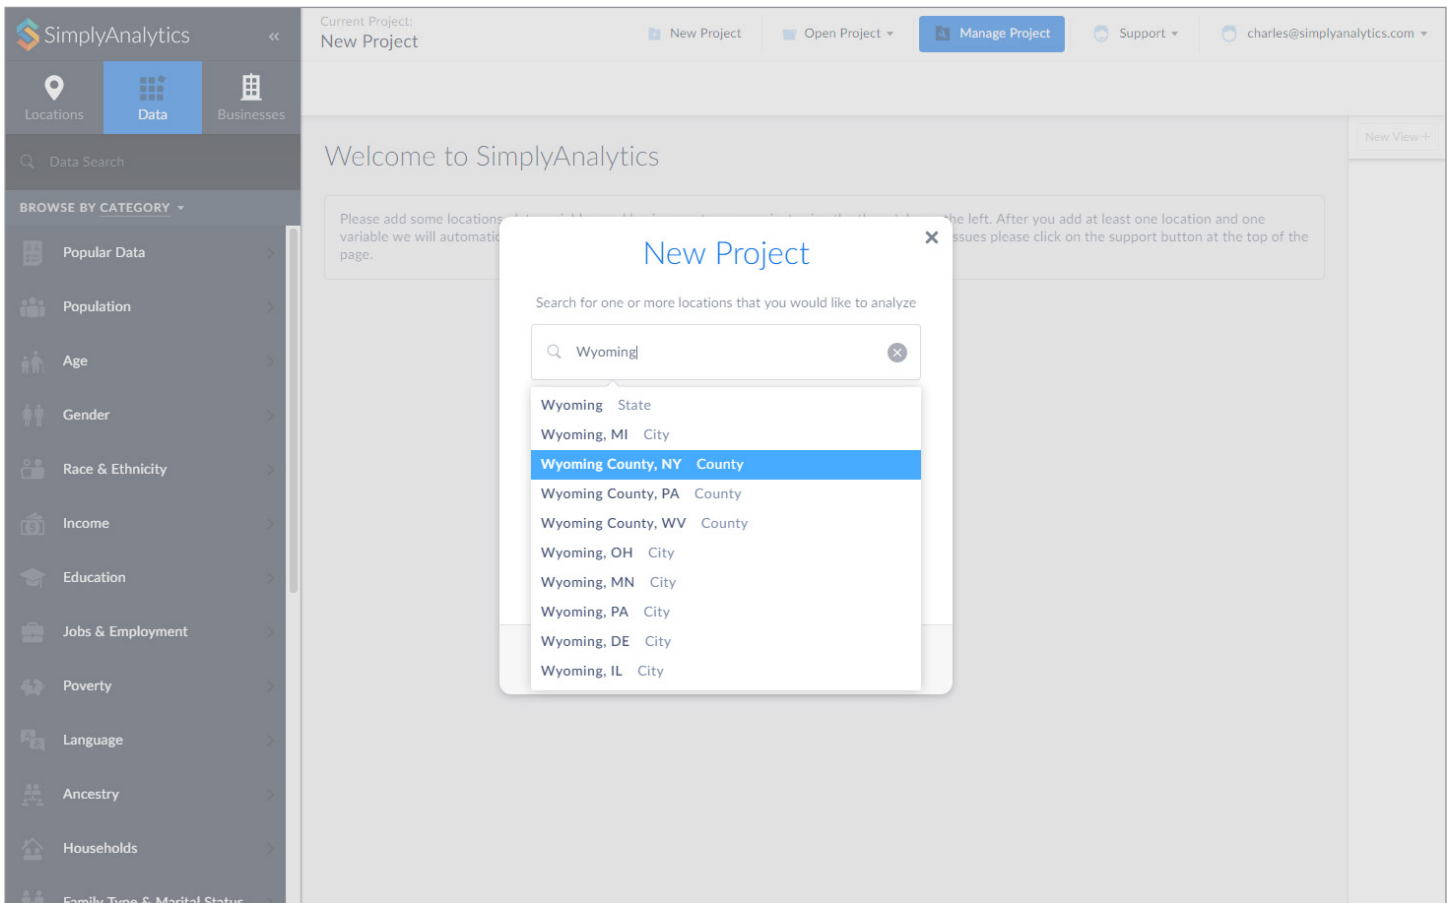 SimplyAnalytics
«
Locations
Data
Businesses
Data Search
BROWSE BY CATEGORY
Popular Data
Population
Age
Gender
Race & Ethnicity
Income
Education
Jobs & Employment
Poverty
Language
Ancestry
Households
Family Type & Marital Status
Current Project:
New Project
New Project
Open Project
Manage Project
Support
charles@simplyanalytics.com
New View +
Welcome to SimplyAnalytics
Please add some locations, the left. After you add at least one location and one
variable we will issues please click on the support button at the top of the
page.
New Project
Search for one or more locations that you would like to analyze
Wyoming
Wyoming State
Wyoming, MI City
Wyoming County, NY County
Wyoming County, PA County
Wyoming County, WV County
Wyoming, OH City
Wyoming, MN City
Wyoming, PA City
Wyoming, DE City
Wyoming, IL City